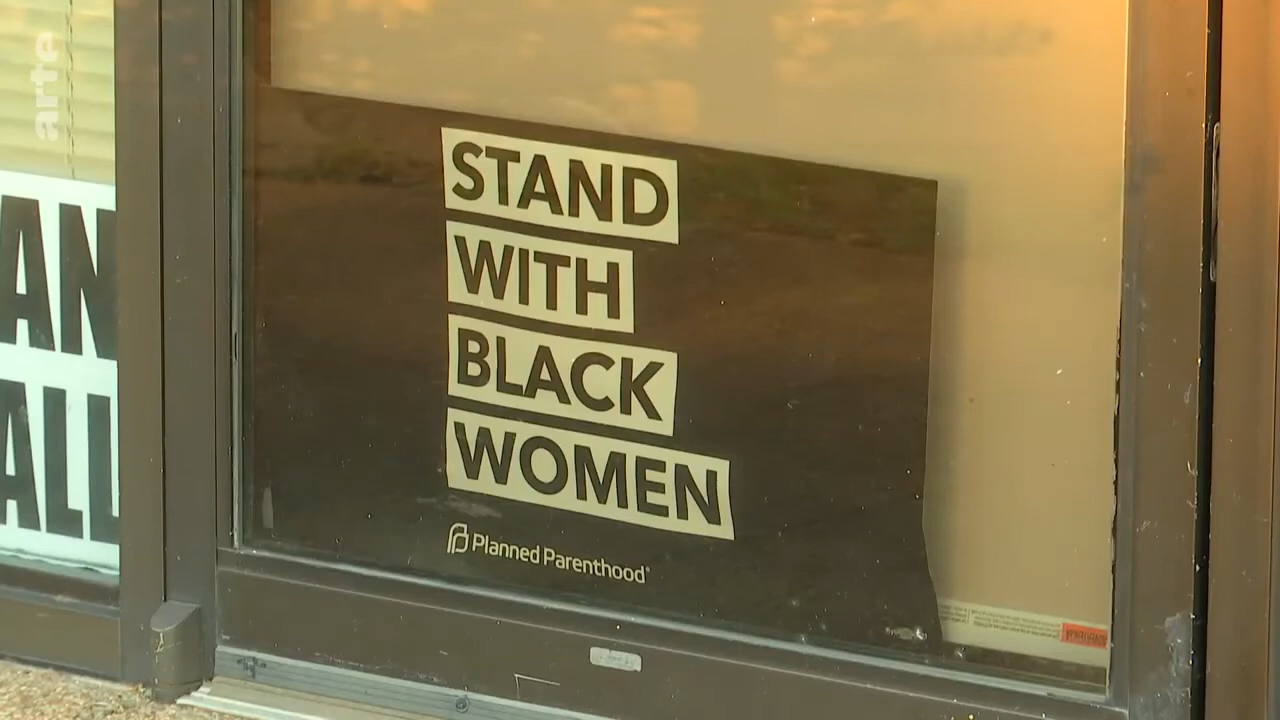 arte
AN
ALL
STAND
WITH
BLACK
WOMEN
Planned Parenthood®